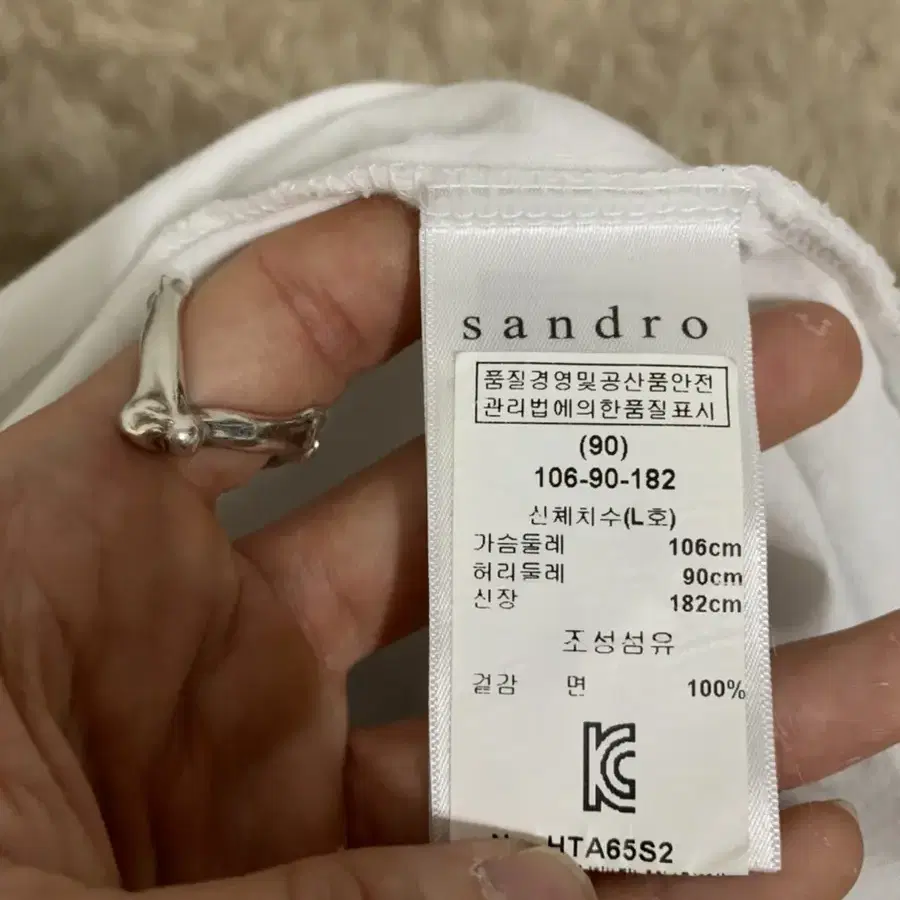 sandro
품질경영및공산품안전
관리법에의한품질표시
(90)
106-90-182
신체치수(L호)
가슴둘레 106cm
허리둘레 90cm
신장 182cm
조성섬유
겉감 면 100%
KC
HTA65S2